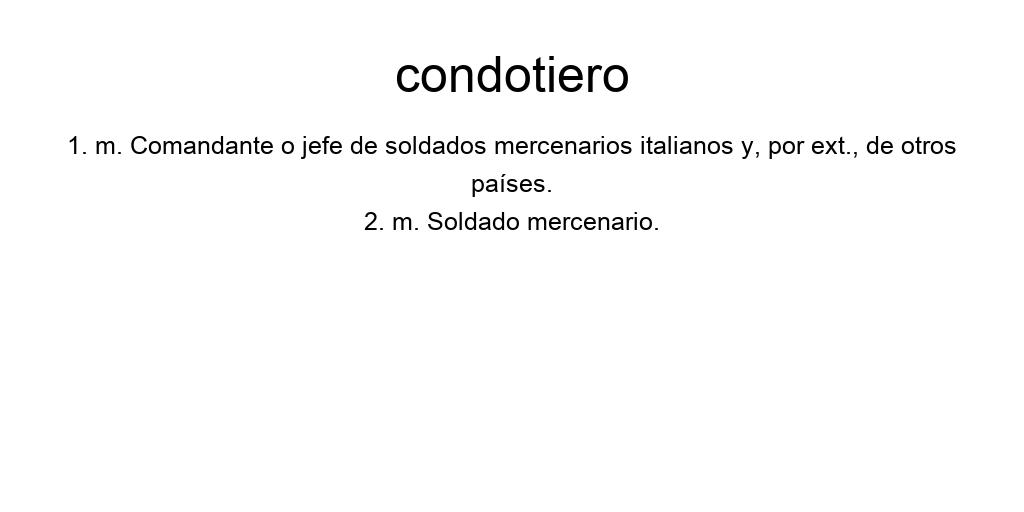 condotiero
1. m. Comandante o jefe de soldados mercenarios italianos y, por ext., de otros
países.
2. m. Soldado mercenario.